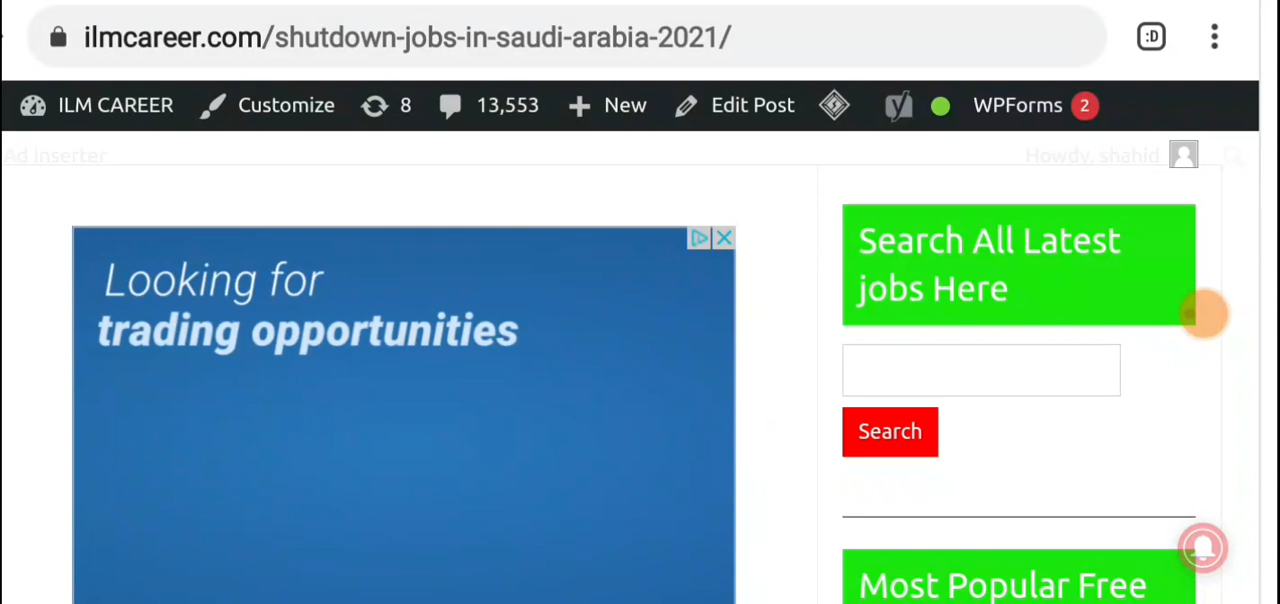 ilmcareer.com/shutdown-jobs-in-saudi-arabia-2021/
:D
ILM CAREER Customize 8 13,553 New Edit Post WPForms 2
Ad Inserter
Howdy, shahid
Looking for
trading opportunities
Search All Latest
jobs Here
Search
Most Popular Free